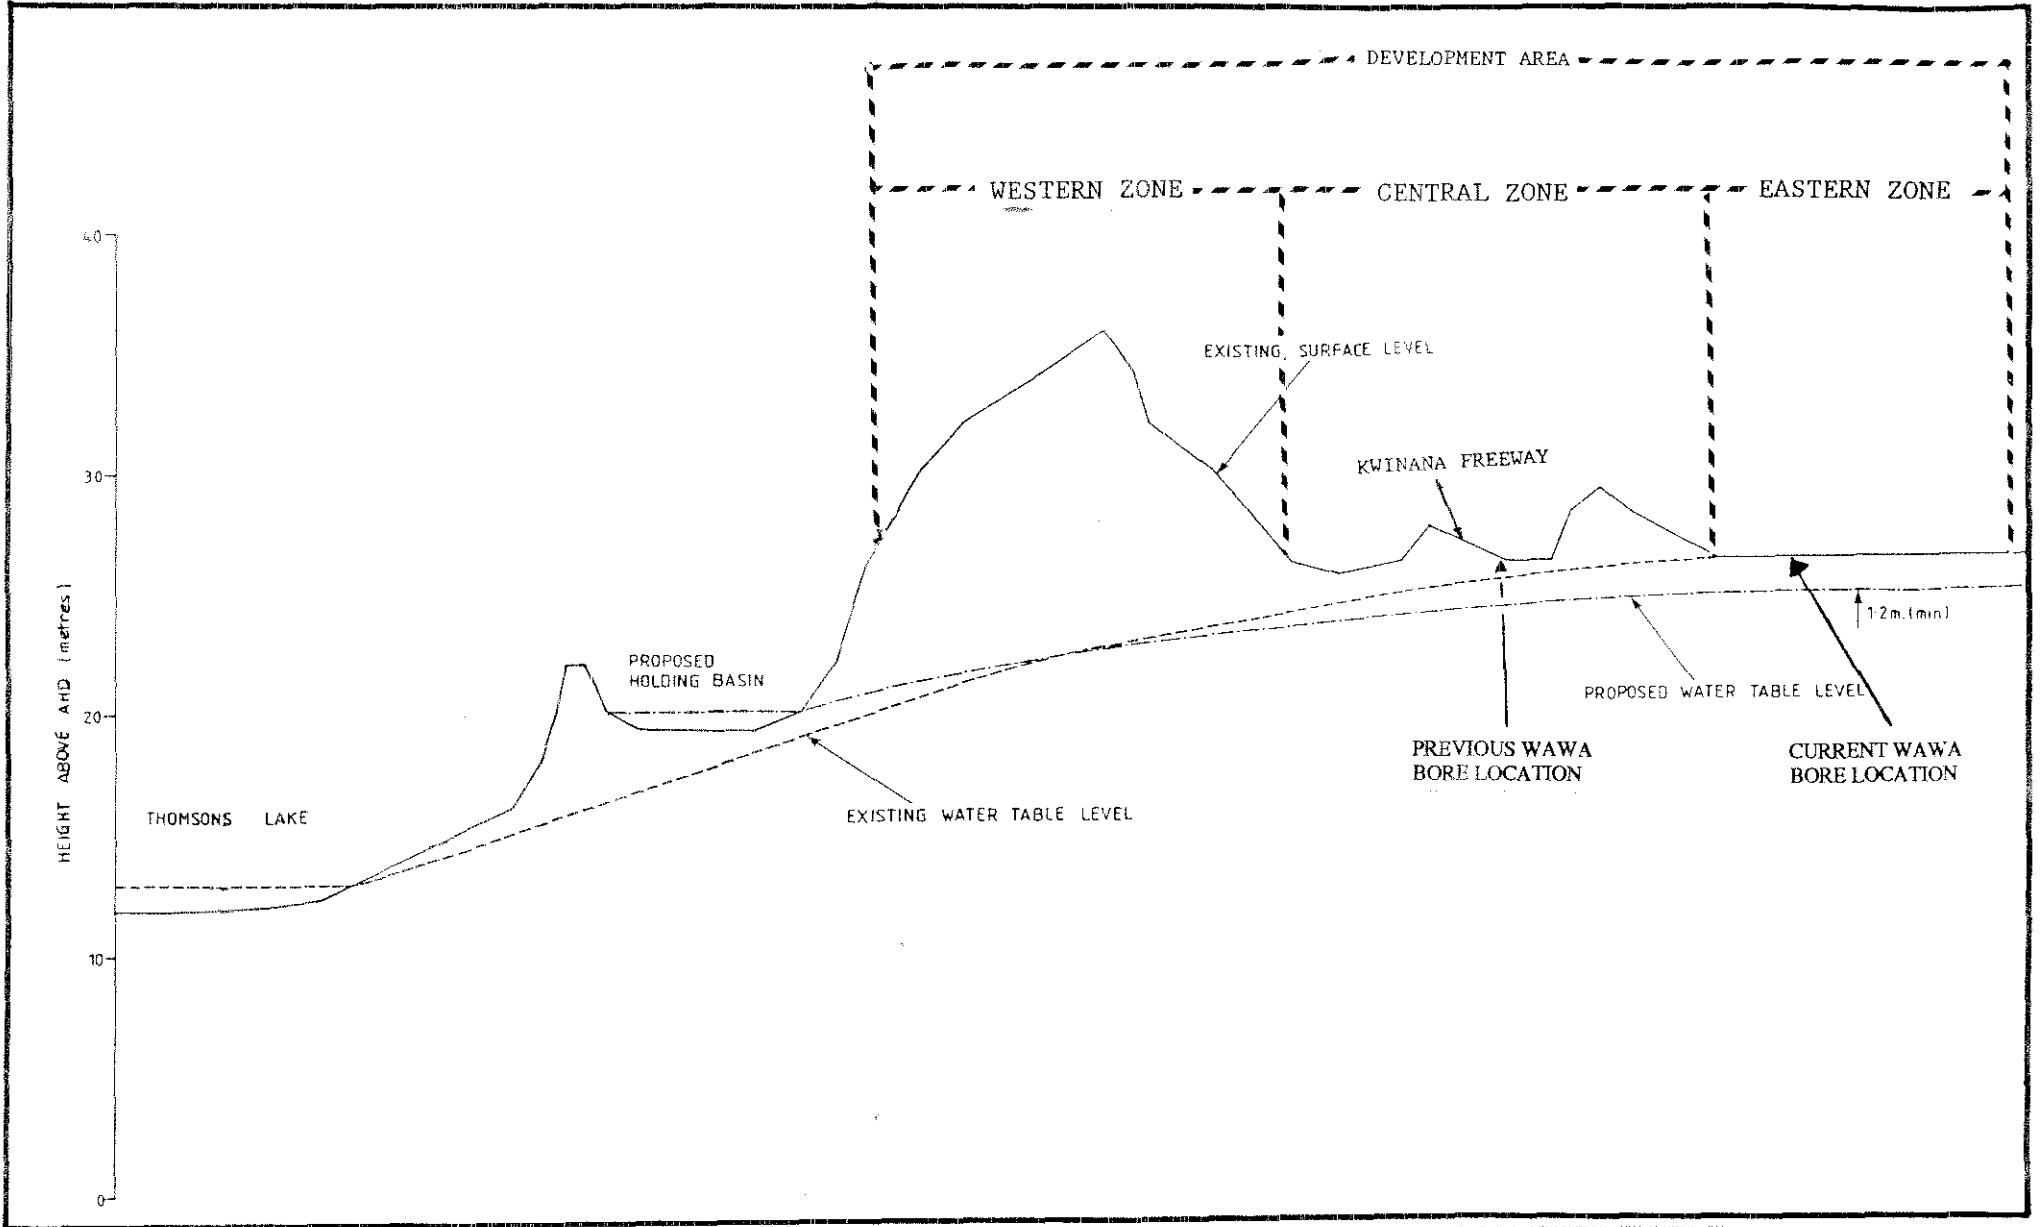 DEVELOPMENT AREA
WESTERN ZONE
CENTRAL ZONE
EASTERN ZONE
40
EXISTING SURFACE LEVEL
30
KWINANA FREEWAY
HEIGHT ABOVE AHD (metres)
1·2m.(min)
PROPOSED
HOLDING BASIN
PROPOSED WATER TABLE LEVEL
20
PREVIOUS WAWA
BORE LOCATION
CURRENT WAWA
BORE LOCATION
THOMSONS LAKE
EXISTING WATER TABLE LEVEL
10
0